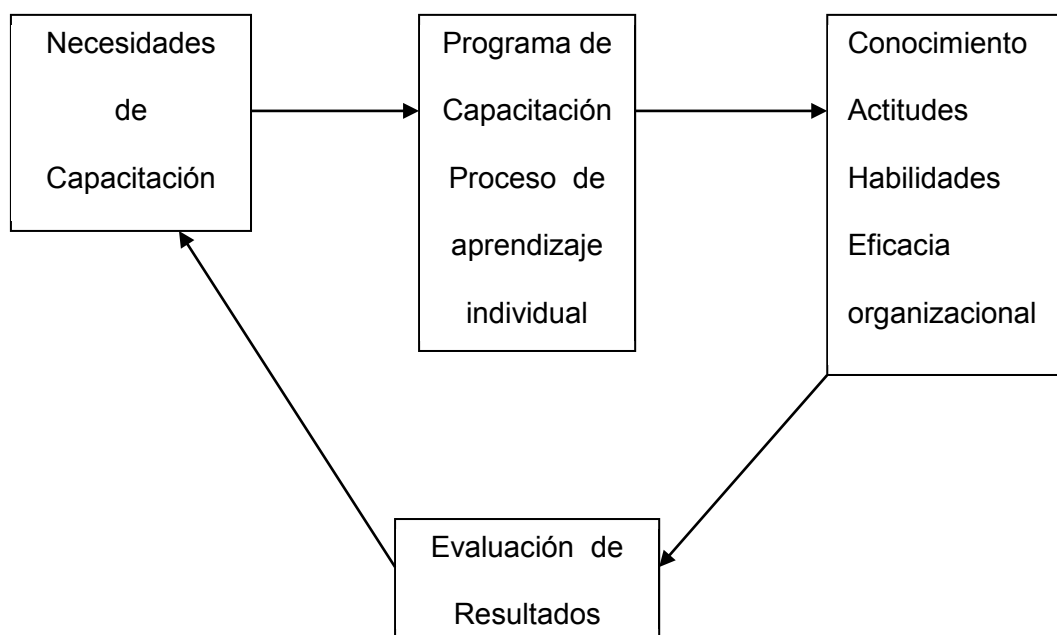 Necesidades
de
Capacitación
Programa de
Capacitación
Proceso de
aprendizaje
individual
Conocimiento
Actitudes
Habilidades
Eficacia
organizacional
Evaluación de
Resultados